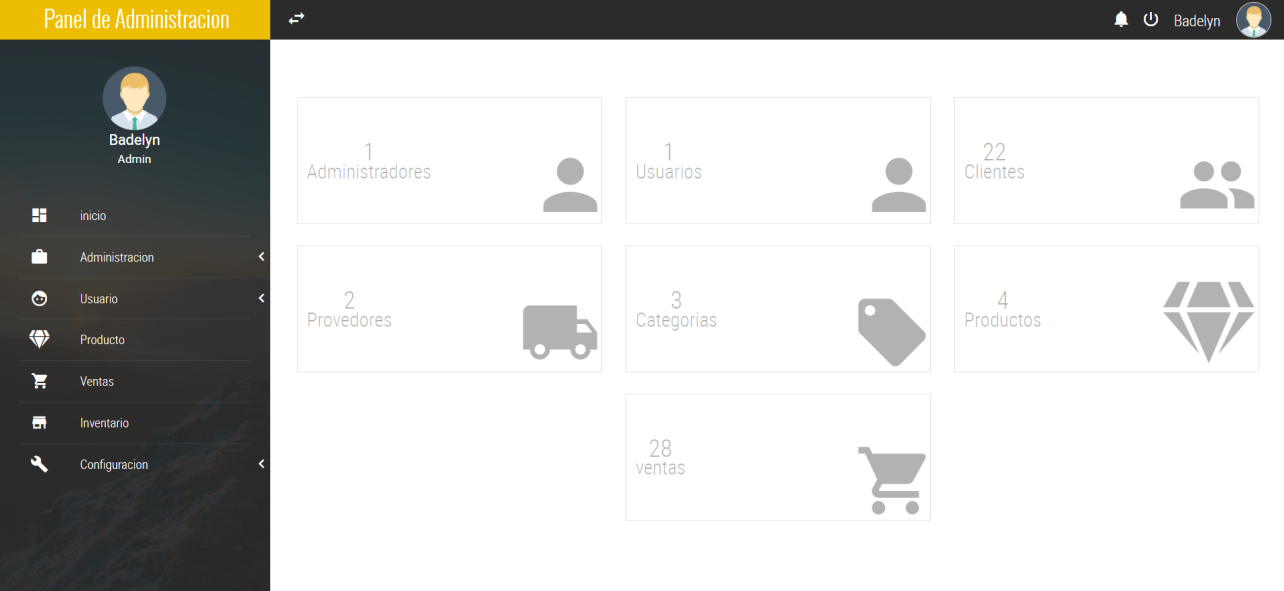 Panel de Administracion
Badelyn
Badelyn
Admin
inicio
Administracion
Usuario
Producto
Ventas
Inventario
Configuracion
1
Administradores
1
Usuarios
22
Clientes
2
Provedores
3
Categorias
4
Productos
28
ventas